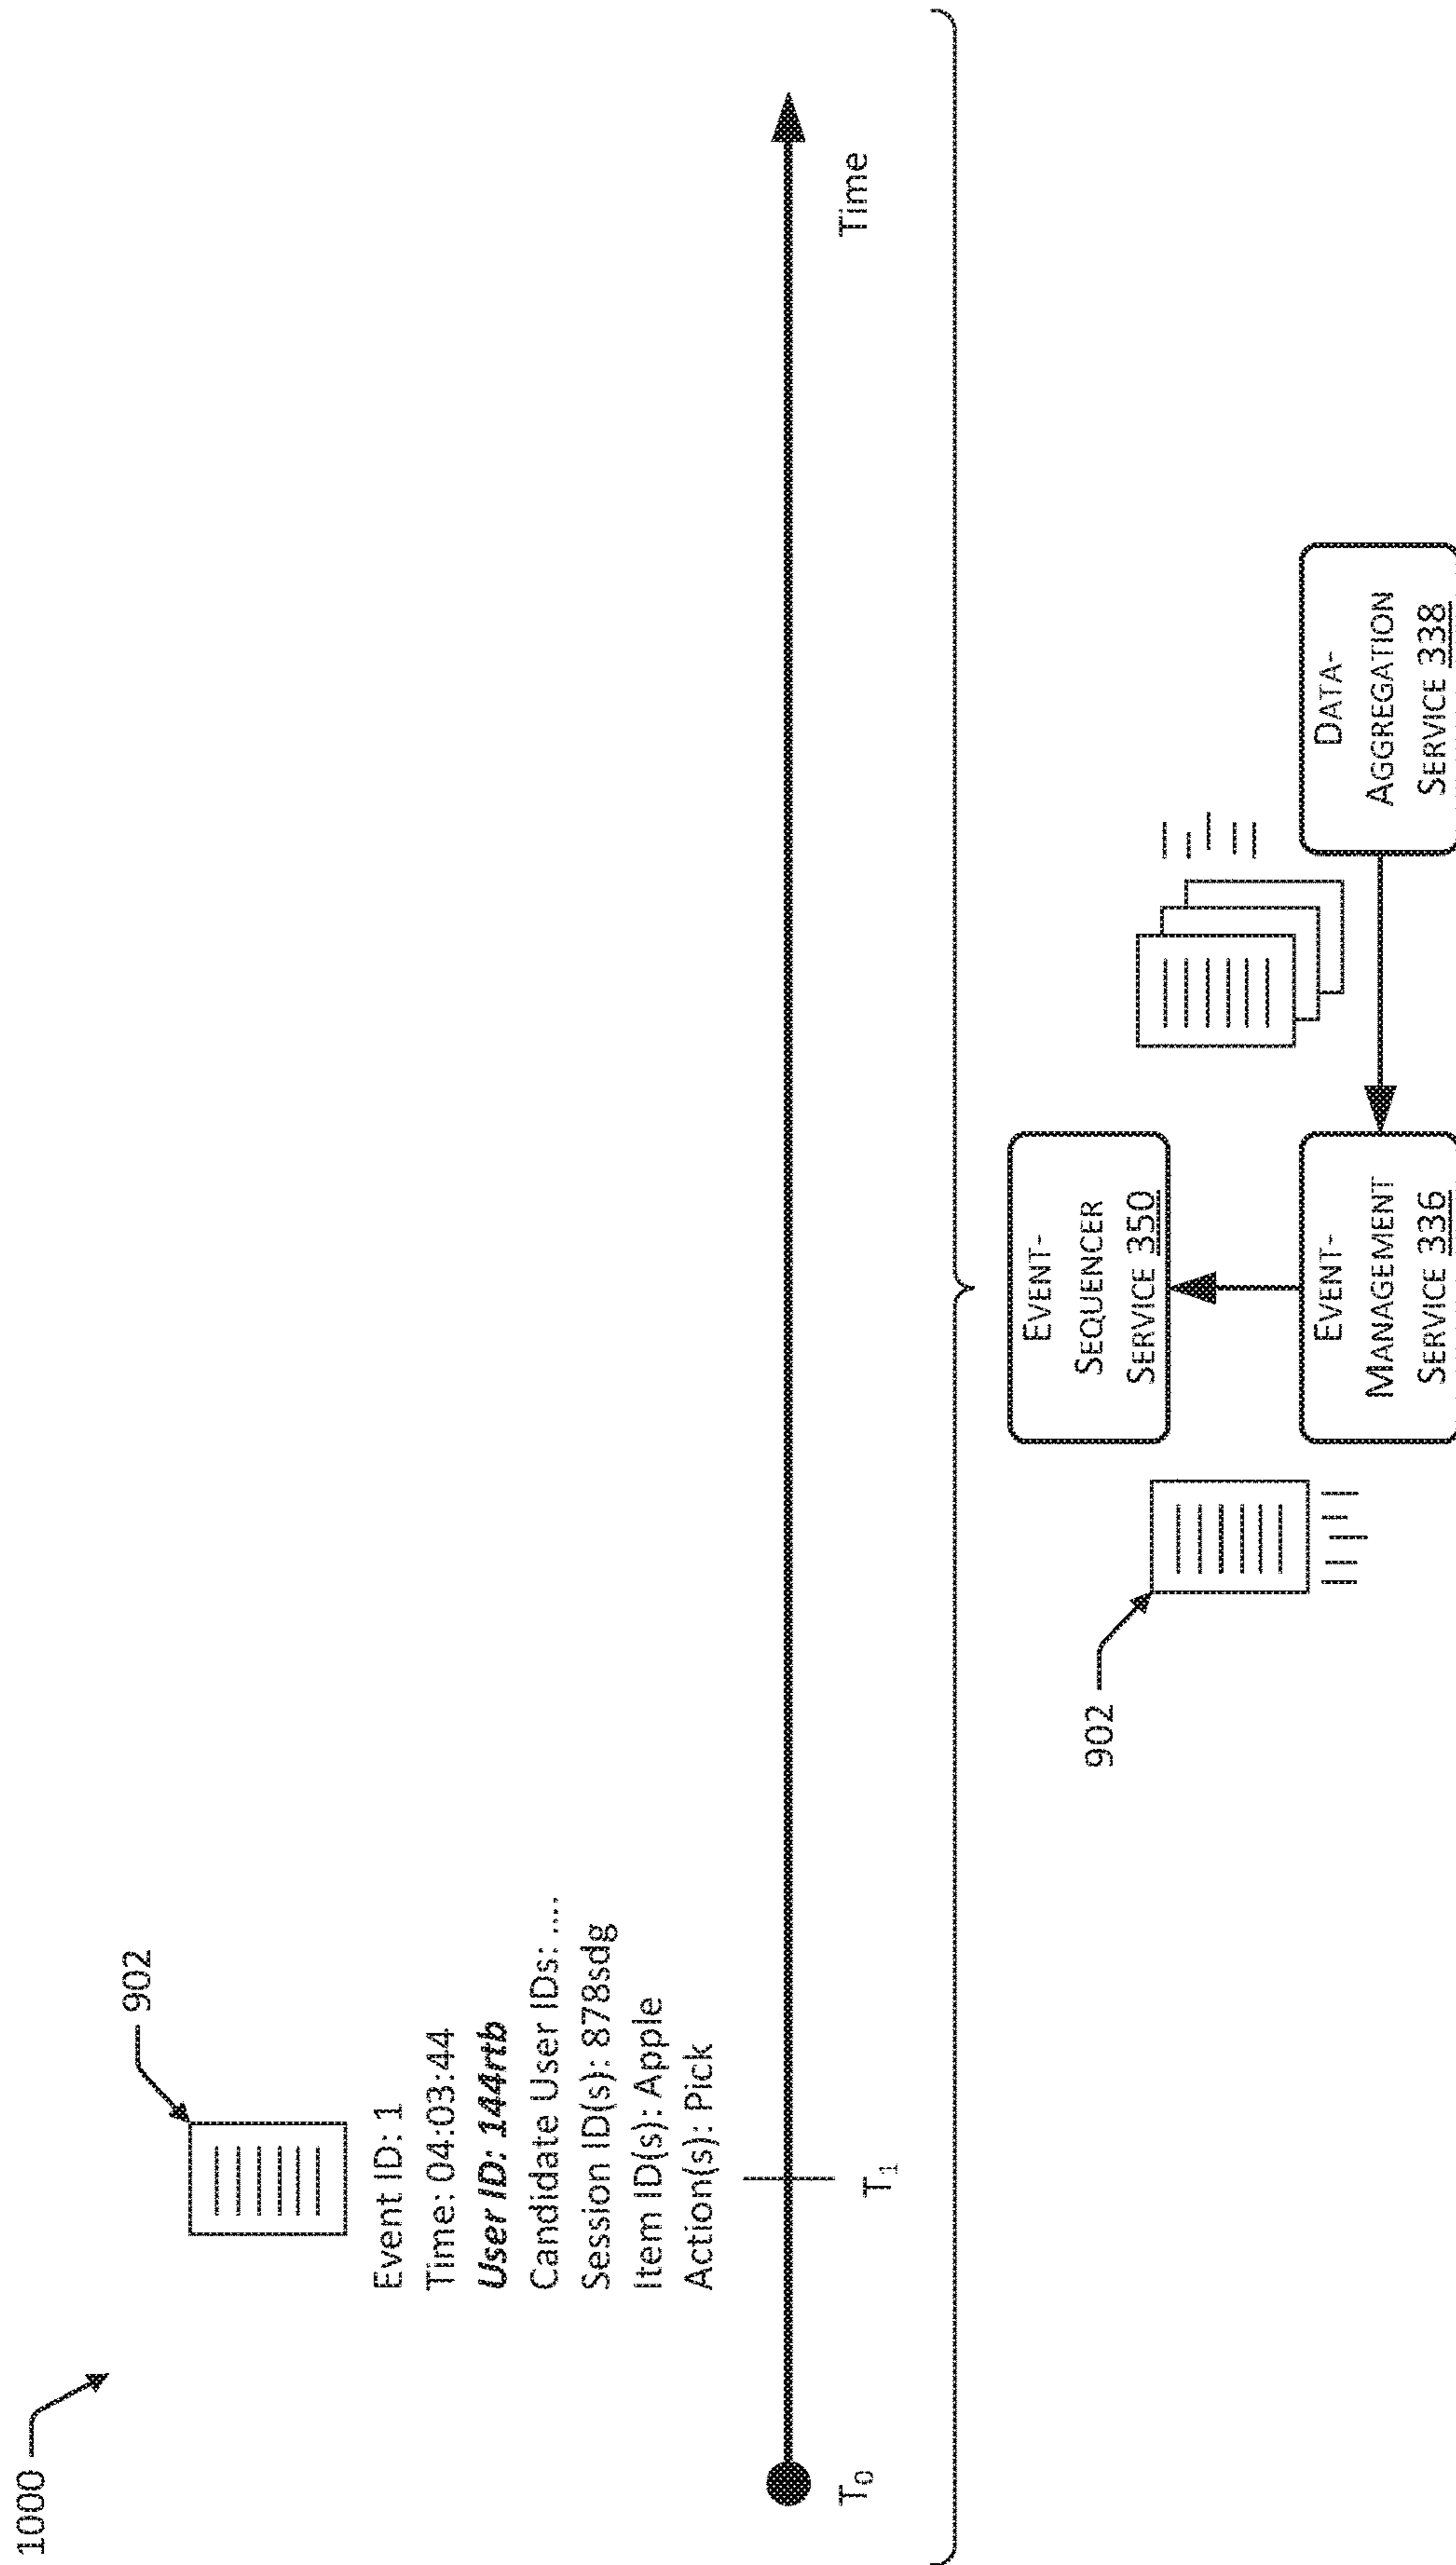 1000
902
Event ID: 1
Time: 04:03:44
User ID: 144rtb
Candidate User IDs: ....
Session ID(s): 878sdg
Item ID(s): Apple
Action(s): Pick
T0
T1
Time
902
EVENT-
SEQUENCER
SERVICE 350
EVENT-
MANAGEMENT
SERVICE 336
DATA-
AGGREGATION
SERVICE 338